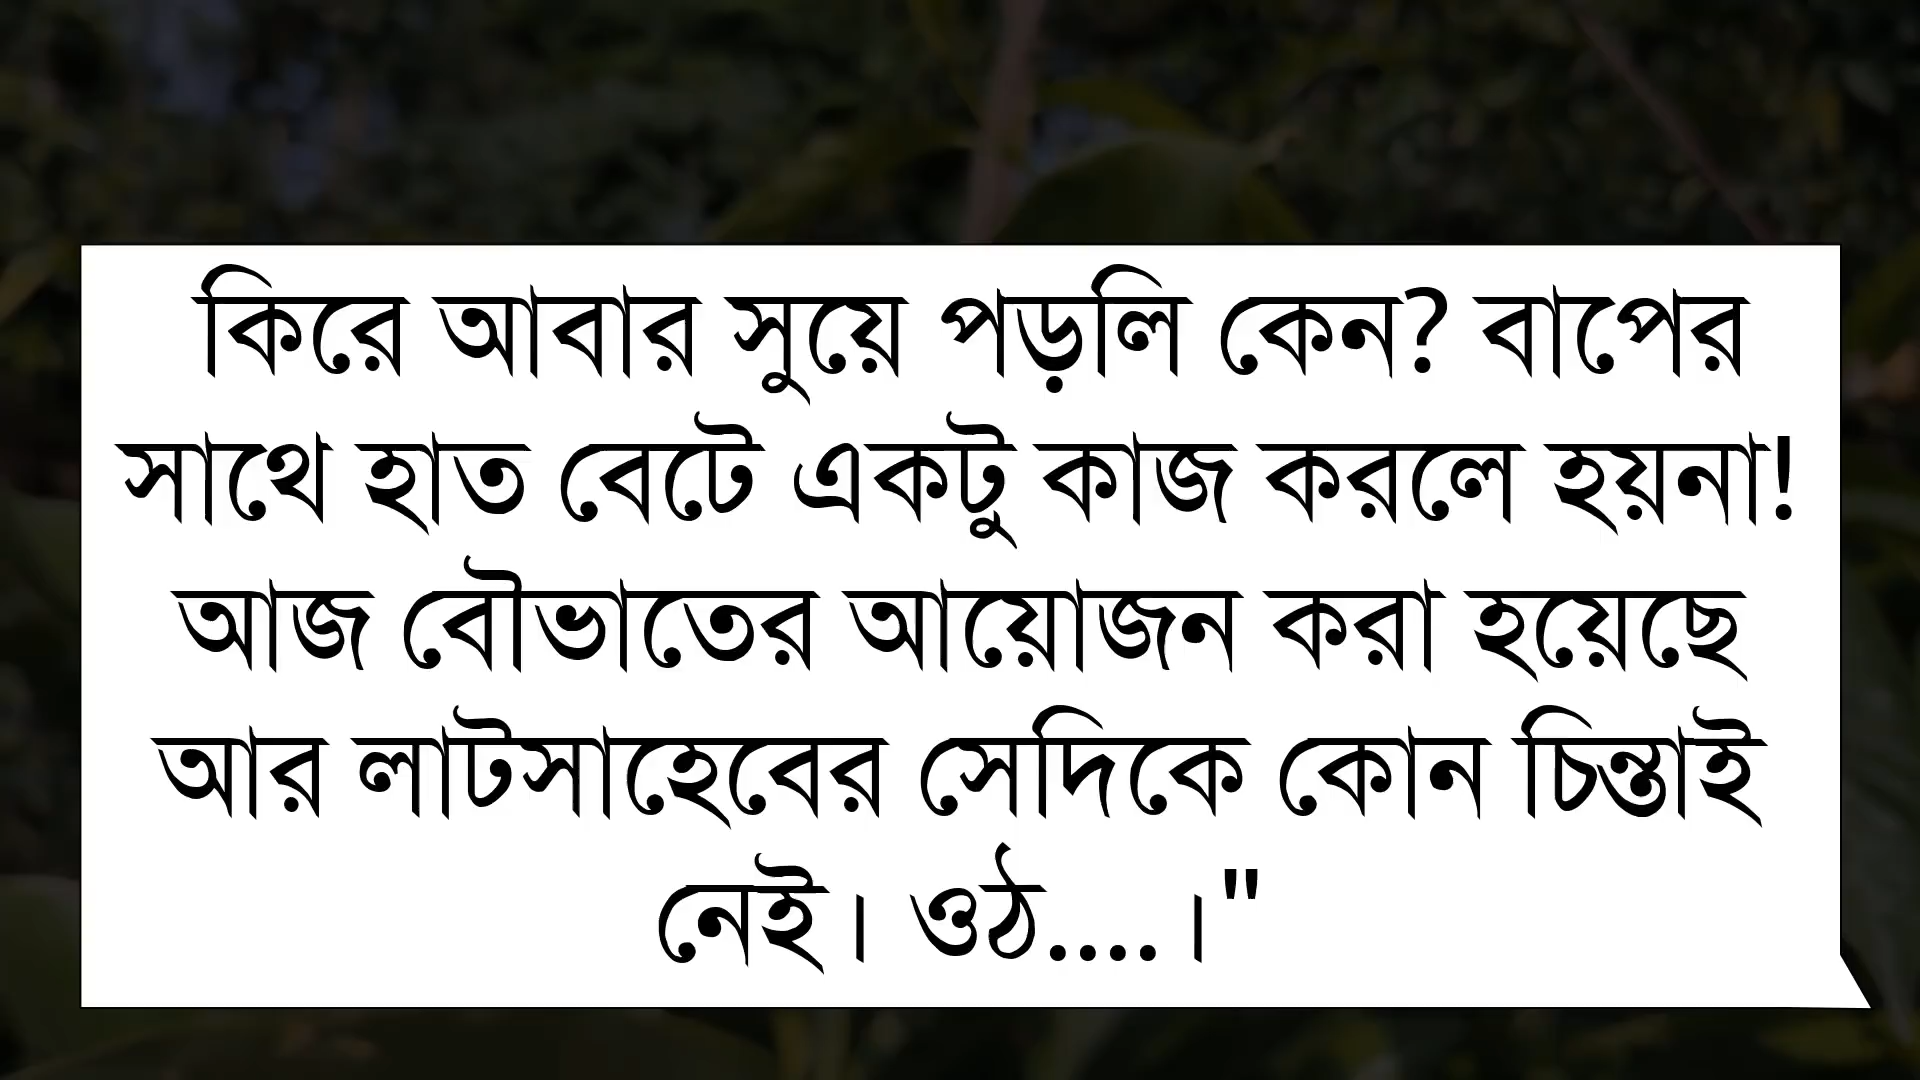 কিরে আবার সুয়ে পড়লি কেন? বাপের
সাথে হাত বেটে একটু কাজ করলে হয়না!
আজ বৌভাতের আয়োজন করা হয়েছে
আর লাটসাহেবের সেদিকে কোন চিন্তাই
নেই। ওঠ....।"